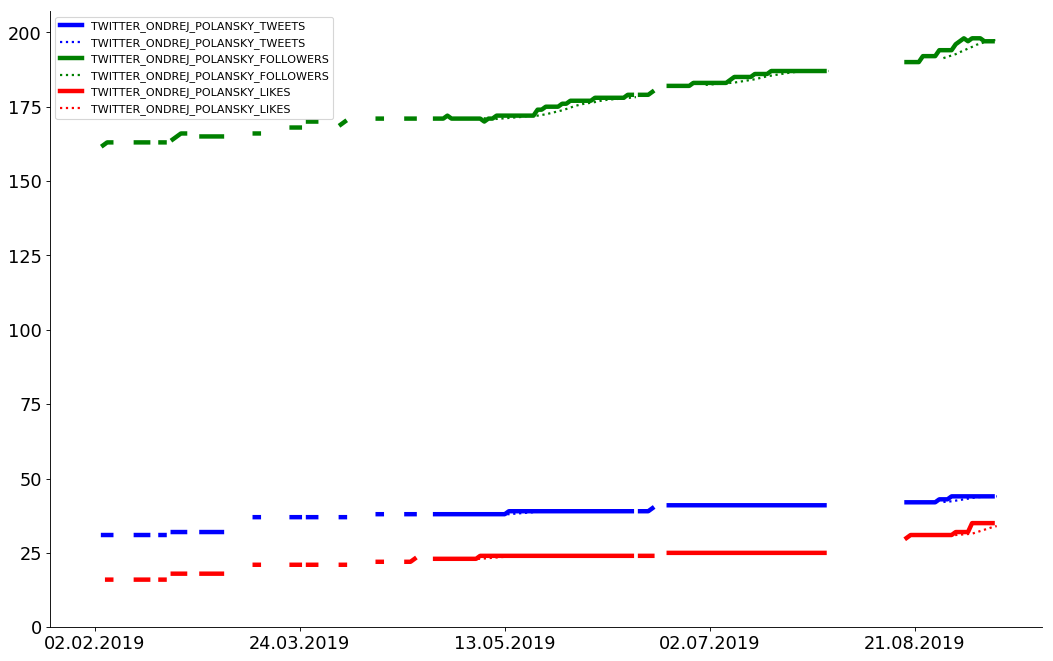 200
175
150
125
100
75
50
25
0
TWITTER_ONDREJ_POLANSKY_TWEETS
TWITTER_ONDREJ_POLANSKY_TWEETS
TWITTER_ONDREJ_POLANSKY_FOLLOWERS
TWITTER_ONDREJ_POLANSKY_FOLLOWERS
TWITTER_ONDREJ_POLANSKY_LIKES
TWITTER_ONDREJ_POLANSKY_LIKES
02.02.2019 24.03.2019 13.05.2019 02.07.2019 21.08.2019